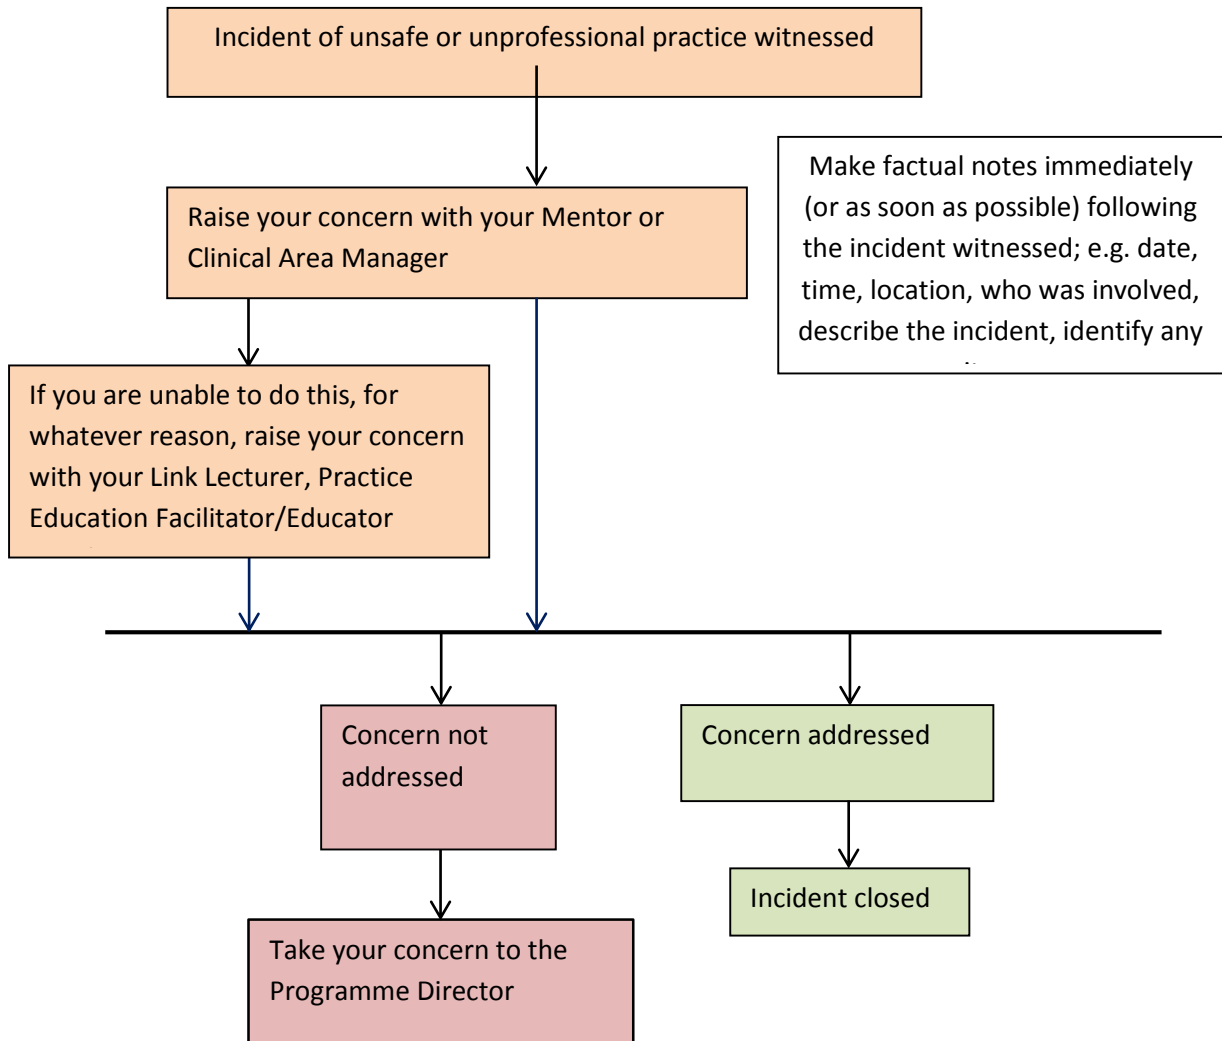 Incident of unsafe or unprofessional practice witnessed
Make factual notes immediately
(or as soon as possible) following
the incident witnessed; e.g. date,
time, location, who was involved,
describe the incident, identify any
Raise your concern with your Mentor or
Clinical Area Manager
If you are unable to do this, for
whatever reason, raise your concern
with your Link Lecturer, Practice
Education Facilitator/Educator
Concern not
addressed
Concern addressed
Incident closed
Take your concern to the
Programme Director